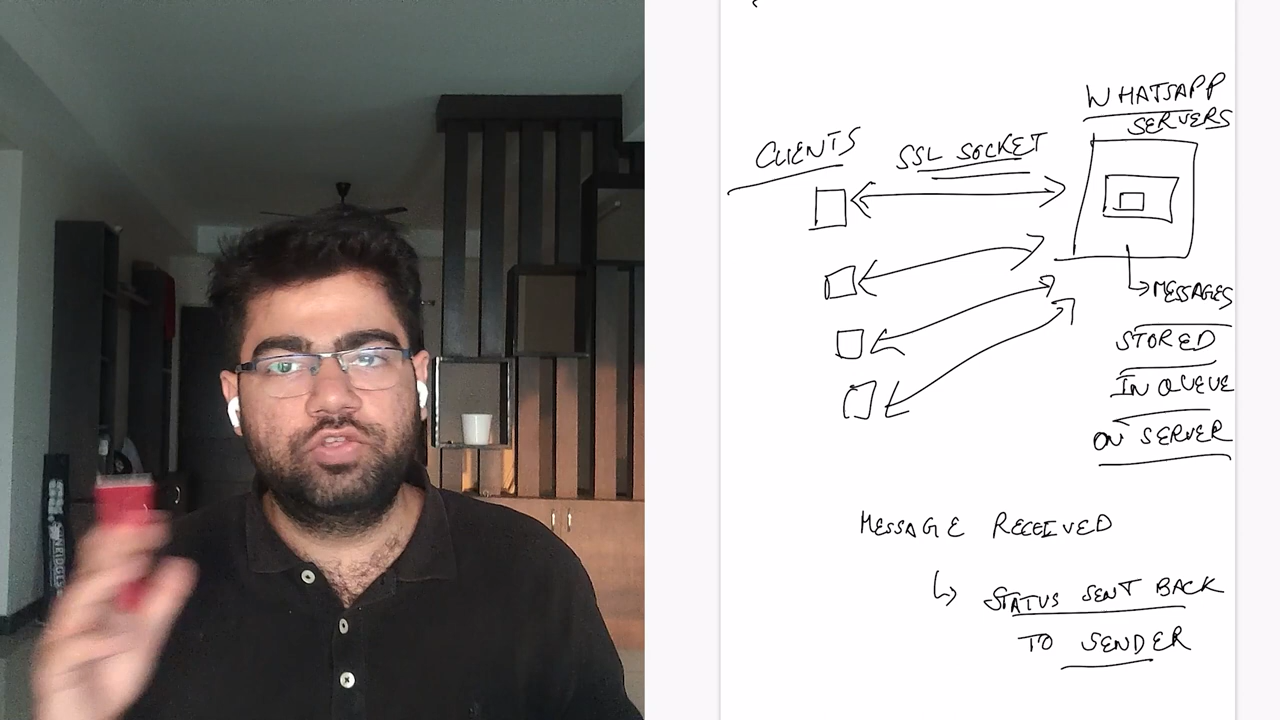 WHATSAPP
SERVERS
CLIENTS
SSL SOCKET
MESSAGES
STORED
IN QUEUE
ON SERVER
MESSAGE RECEIVED
STATUS SENT BACK
TO SENDER